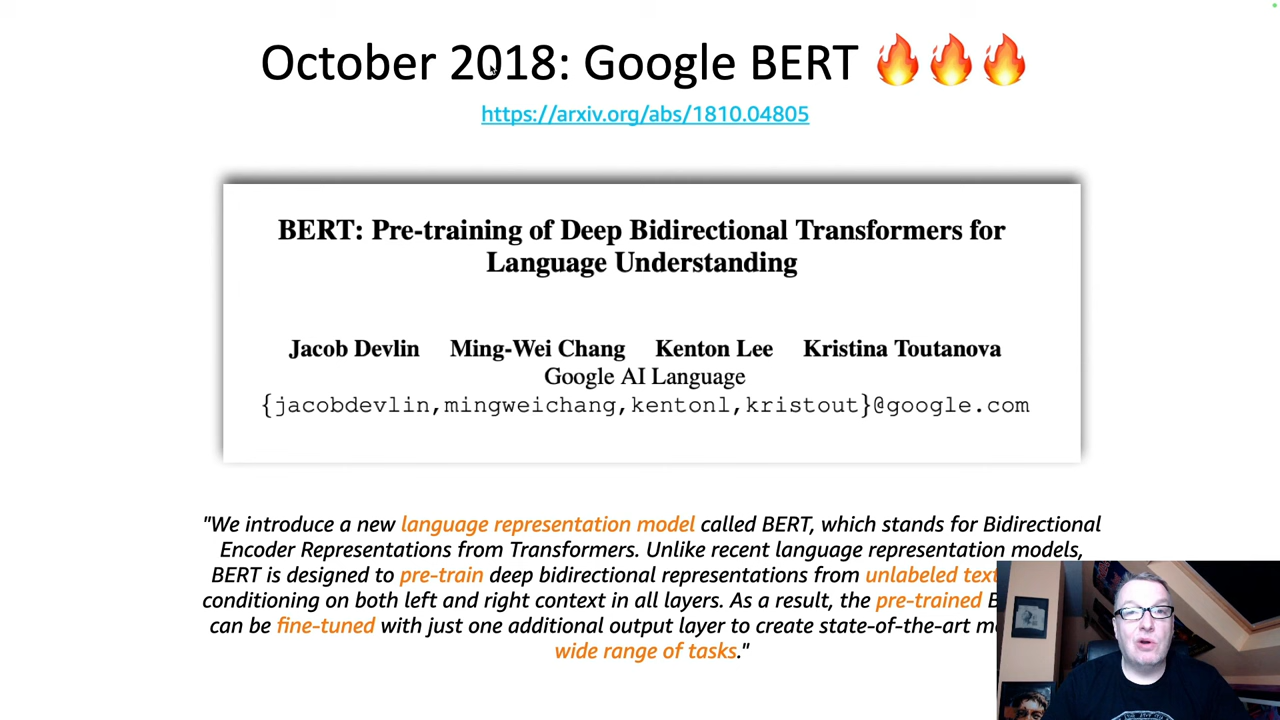 October 2018: Google BERT 🔥🔥🔥
https://arxiv.org/abs/1810.04805
BERT: Pre-training of Deep Bidirectional Transformers for
Language Understanding
Jacob Devlin Ming-Wei Chang Kenton Lee Kristina Toutanova
Google AI Language
{jacobdevlin,mingweichang,kentonl,kristout}@google.com
"We introduce a new language representation model called BERT, which stands for Bidirectional
Encoder Representations from Transformers. Unlike recent language representation models,
BERT is designed to pre-train deep bidirectional representations from unlabeled text
conditioning on both left and right context in all layers. As a result, the pre-trained
can be fine-tuned with just one additional output layer to create state-of-the-art
wide range of tasks."